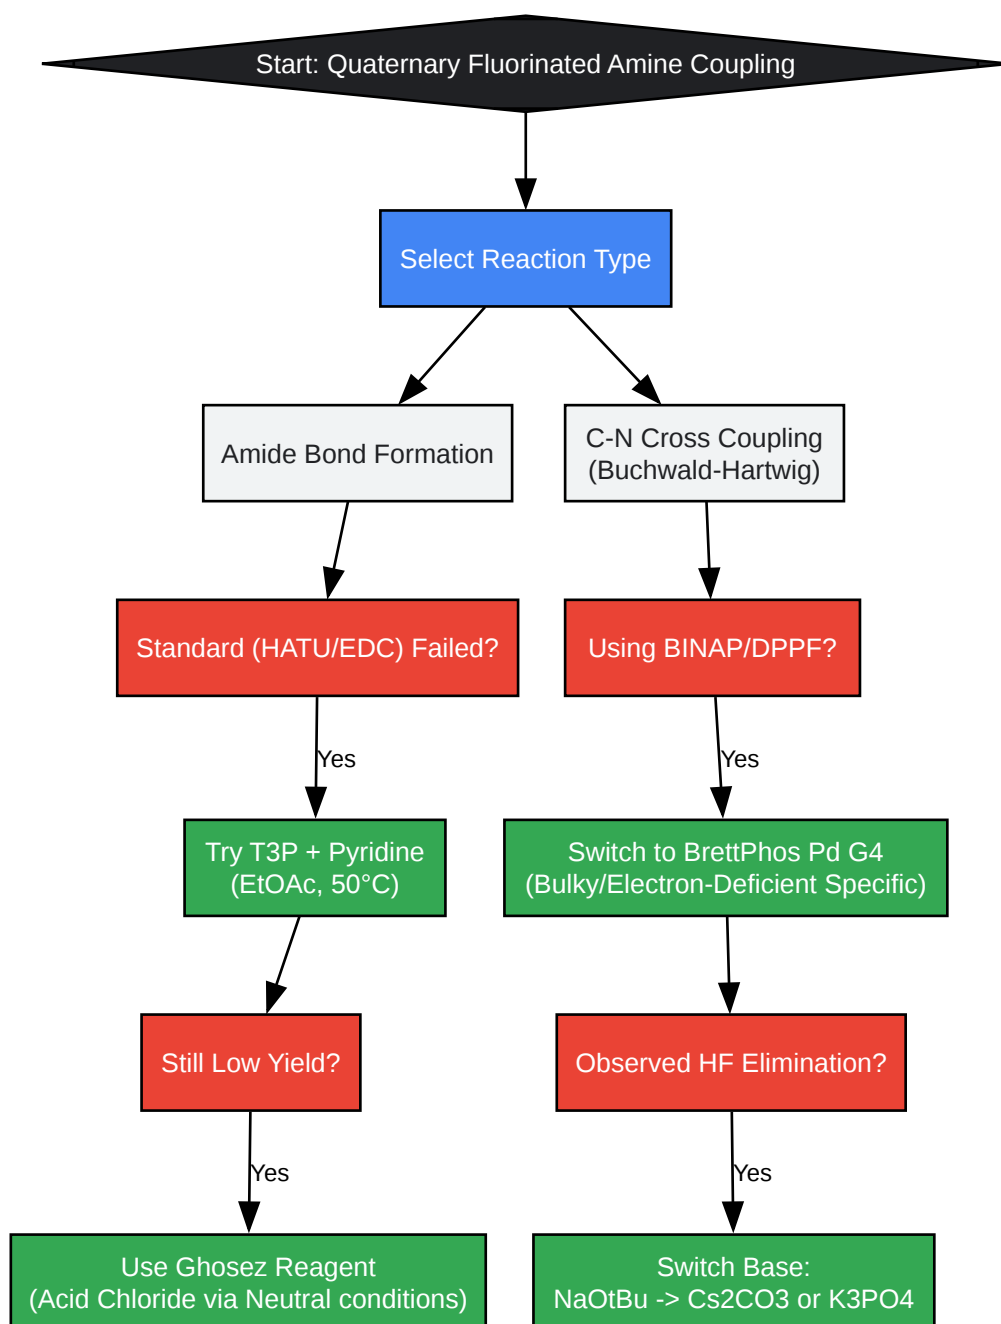 Start: Quaternary Fluorinated Amine Coupling
Select Reaction Type
Amide Bond Formation
C-N Cross Coupling
(Buchwald-Hartwig)
Standard (HATU/EDC) Failed?
Using BINAP/DPPF?
Yes
Yes
Try T3P + Pyridine
(EtOAc, 50°C)
Switch to BrettPhos Pd G4
(Bulky/Electron-Deficient Specific)
Still Low Yield?
Observed HF Elimination?
Yes
Yes
Use Ghosez Reagent
(Acid Chloride via Neutral conditions)
Switch Base:
NaOtBu -> Cs2CO3 or K3PO4